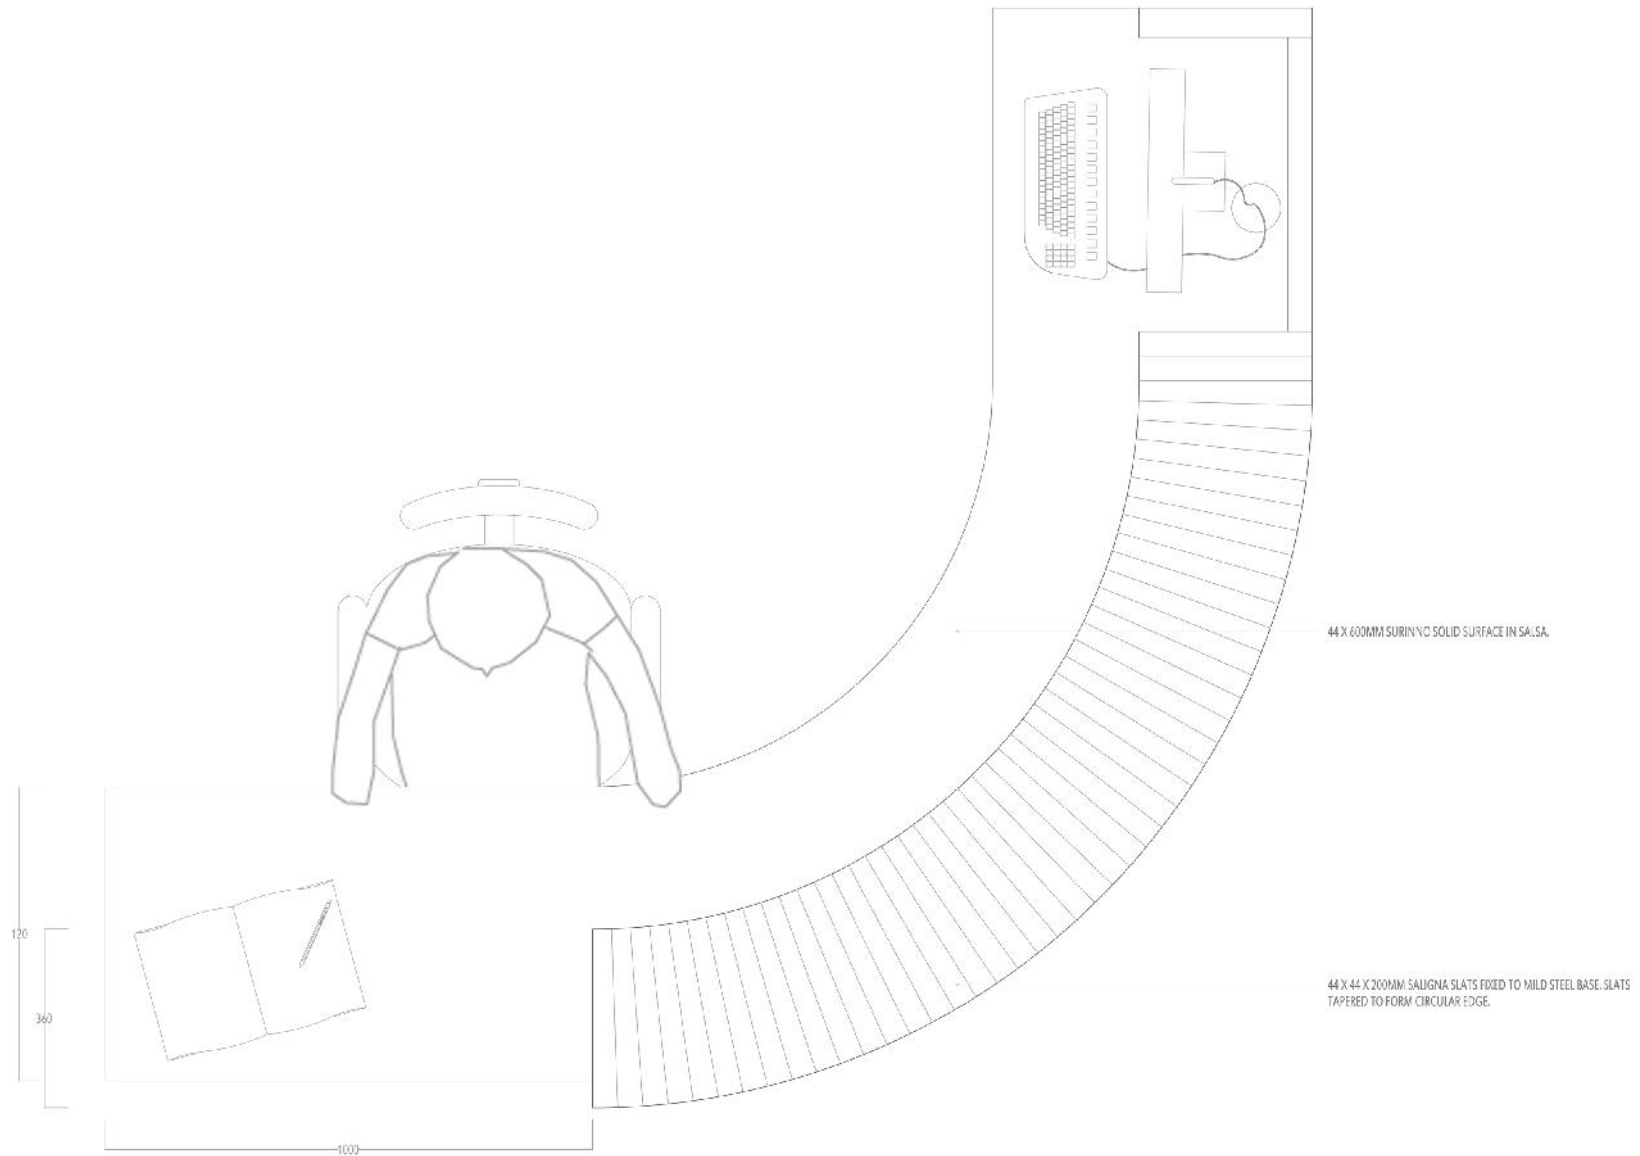 44 X 600MM SURINNO SOLID SURFACE IN SALSA.
120
44 X 44 X 200MM SALIGNA SLATS FIXED TO MILD STEEL BASE. SLATS
TAPERED TO FORM CIRCULAR EDGE.
360
1000